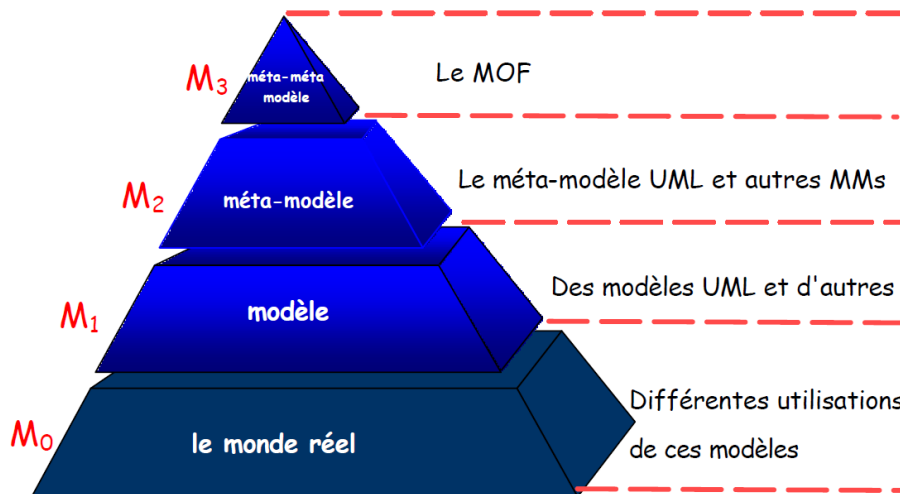 M3
méta-méta
modèle
Le MOF
M2
méta-modèle
Le méta-modèle UML et autres MMs
M1
modèle
Des modèles UML et d'autres
M0
le monde réel
Différentes utilisations
de ces modèles